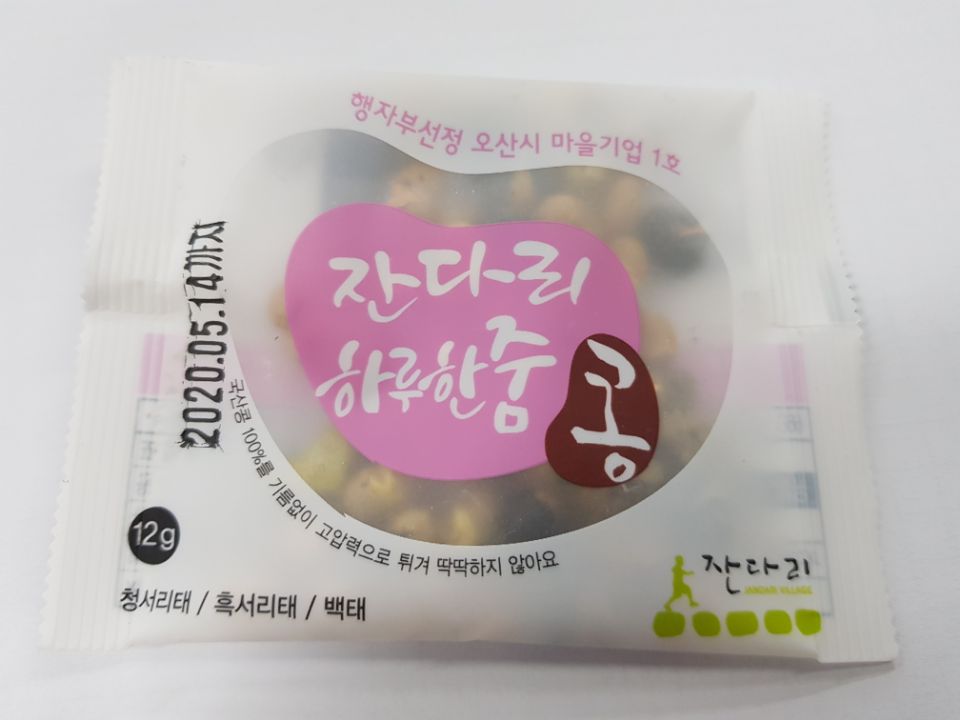 행자부선정 오산시 마을기업 1호
잔다리
하루한줌
콩
2020.05.14까지
국산콩 100%를 기름없이 고압력으로 튀겨 딱딱하지 않아요
12g
청서리태 / 흑서리태 / 백태
잔다리
JANDARI VILLAGE